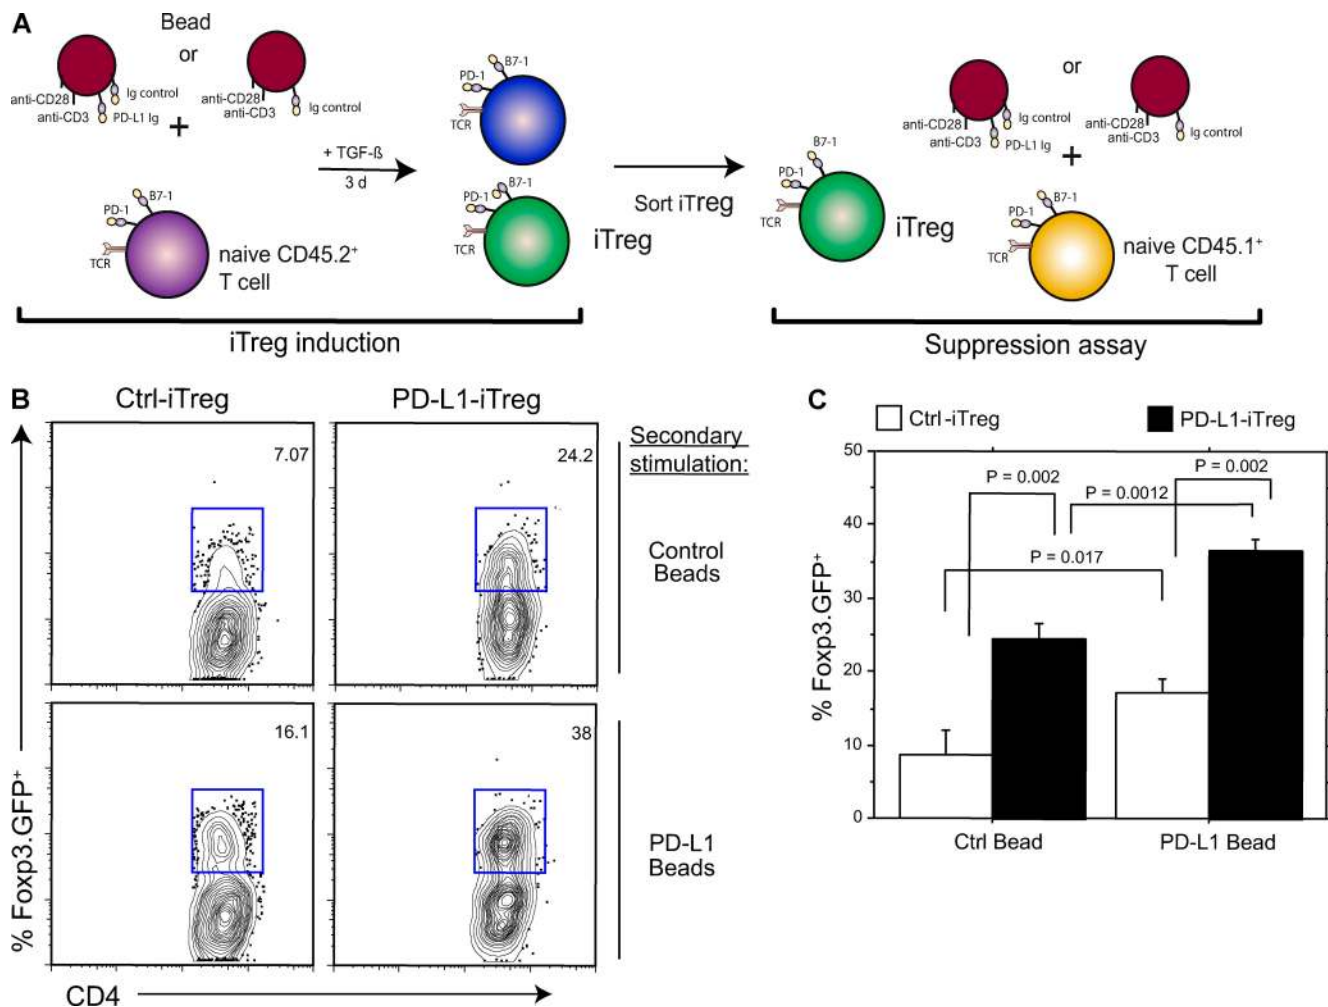 A
Bead
or
anti-CD28
anti-CD3
Ig control
PD-L1 Ig
+
anti-CD28
anti-CD3
Ig control
B7-1
PD-1
TCR
naive CD45.2⁺
T cell
+ TGF-ß
3 d
B7-1
PD-1
TCR
B7-1
PD-1
TCR
iTreg
iTreg induction
Sort iTreg
B7-1
PD-1
TCR
iTreg
or
anti-CD28
anti-CD3
Ig control
PD-L1 Ig
+
anti-CD28
anti-CD3
Ig control
B7-1
PD-1
TCR
naive CD45.1⁺
T cell
Suppression assay
B
Ctrl-iTreg
PD-L1-iTreg
7.07
24.2
Secondary
stimulation:
Control
Beads
16.1
38
PD-L1
Beads
% Foxp3.GFP⁺
CD4
C
Ctrl-iTreg
PD-L1-iTreg
% Foxp3.GFP⁺
50
45
40
35
30
25
20
15
10
5
0
P = 0.002
P = 0.002
P = 0.0012
P = 0.017
Ctrl Bead
PD-L1 Bead